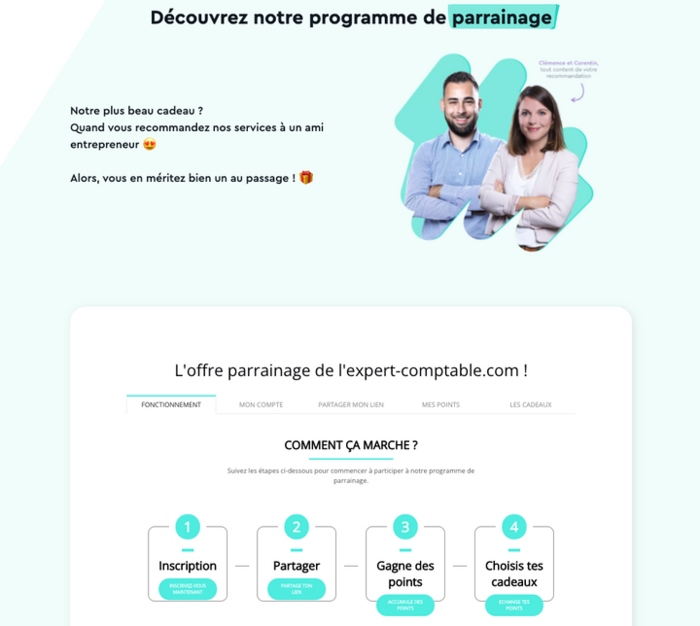 Découvrez notre programme de parrainage
Clémence et Corentin,
tout content de votre
recommandation
Notre plus beau cadeau ?
Quand vous recommandez nos services à un ami
entrepreneur 😍
Alors, vous en méritez bien un au passage ! 🎁
L'offre parrainage de l'expert-comptable.com !
FONCTIONNEMENT MON COMPTE PARTAGER MON LIEN MES POINTS LES CADEAUX
COMMENT ÇA MARCHE ?
Suivez les étapes ci-dessous pour commencer à participer à notre programme de
parrainage.
1
Inscription
INSCRIVEZ-VOUS
MAINTENANT
2
Partager
PARTAGE TON
LIEN
3
Gagne des
points
ACCUMULE DES
POINTS
4
Choisis tes
cadeaux
ECHANGE TES
POINTS